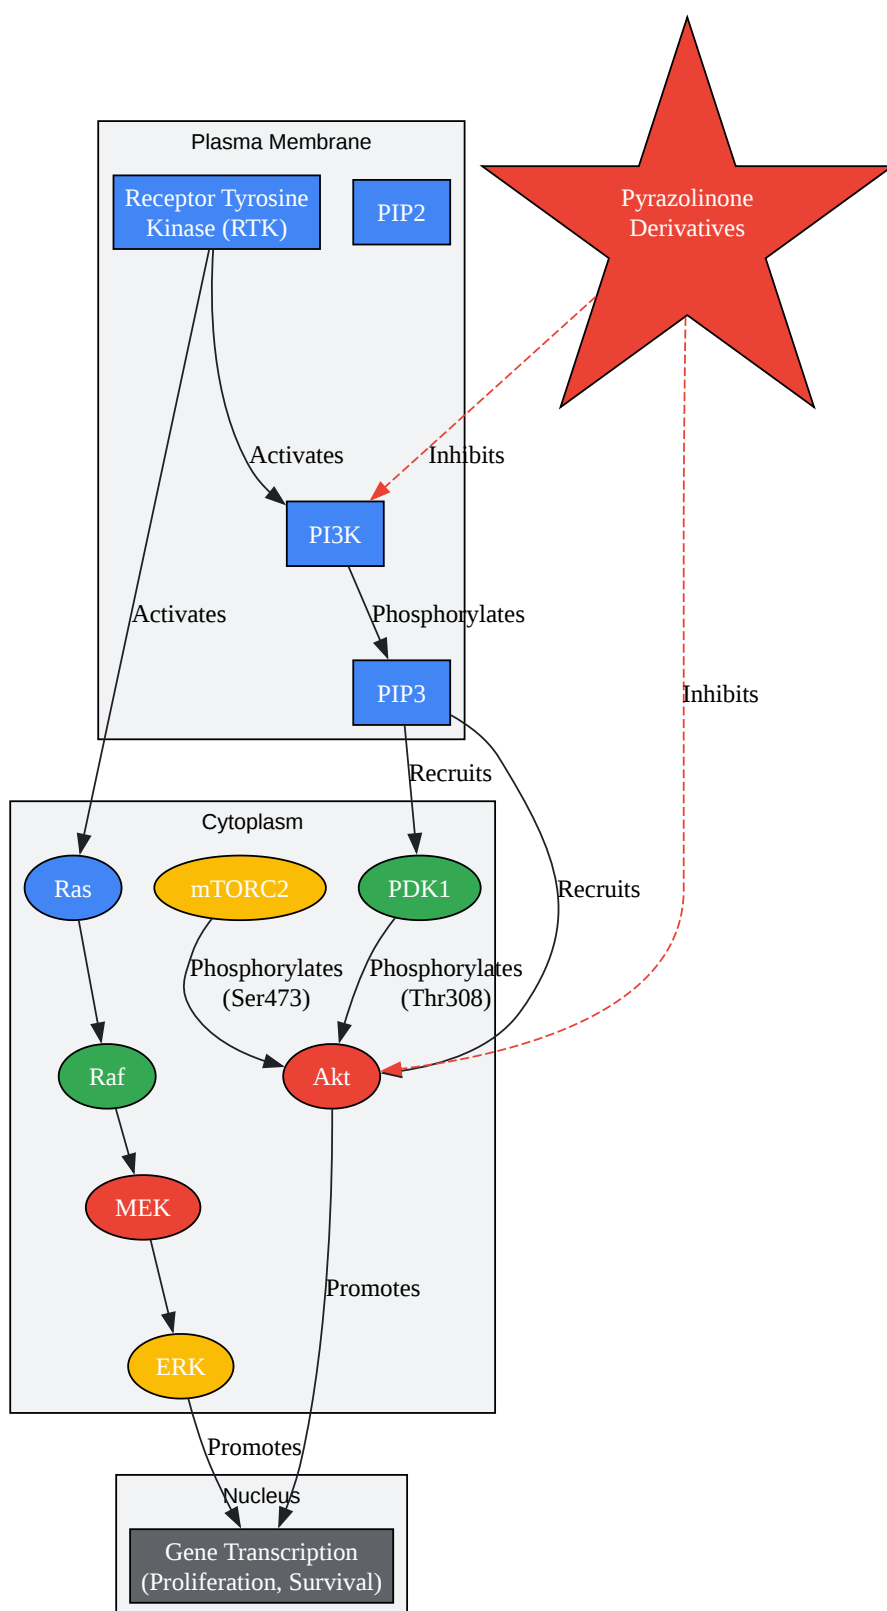 Plasma Membrane
Receptor Tyrosine
Kinase (RTK)
PIP2
Pyrazolinone
Derivatives
Activates
Inhibits
PI3K
Activates
Phosphorylates
PIP3
Inhibits
Recruits
Cytoplasm
Ras
mTORC2
PDK1
Recruits
Phosphorylates
(Ser473)
Phosphorylates
(Thr308)
Raf
Akt
MEK
Promotes
ERK
Promotes
Nucleus
Gene Transcription
(Proliferation, Survival)